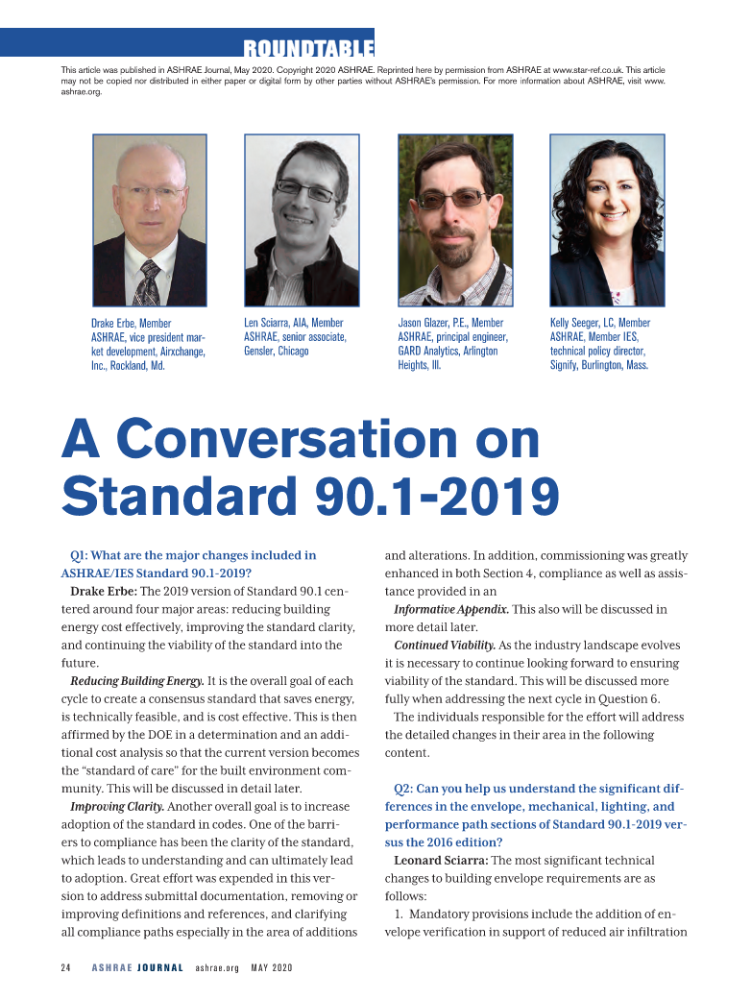 ROUNDTABLE
This article was published in ASHRAE Journal, May 2020. Copyright 2020 ASHRAE. Reprinted here by permission from ASHRAE at www.star-ref.co.uk. This article
may not be copied nor distributed in either paper or digital form by other parties without ASHRAE's permission. For more information about ASHRAE, visit www.
ashrae.org.
Drake Erbe, Member
ASHRAE, vice president mar-
ket development, Airxchange,
Inc., Rockland, Md.
Len Sciarra, AIA, Member
ASHRAE, senior associate,
Gensler, Chicago
Jason Glazer, P.E., Member
ASHRAE, principal engineer,
GARD Analytics, Arlington
Heights, Ill.
Kelly Seeger, LC, Member
ASHRAE, Member IES,
technical policy director,
Signify, Burlington, Mass.
A Conversation on
Standard 90.1-2019
Q1: What are the major changes included in
ASHRAE/IES Standard 90.1-2019?
Drake Erbe: The 2019 version of Standard 90.1 cen-
tered around four major areas: reducing building
energy cost effectively, improving the standard clarity,
and continuing the viability of the standard into the
future.
Reducing Building Energy. It is the overall goal of each
cycle to create a consensus standard that saves energy,
is technically feasible, and is cost effective. This is then
affirmed by the DOE in a determination and an addi-
tional cost analysis so that the current version becomes
the “standard of care” for the built environment com-
munity. This will be discussed in detail later.
Improving Clarity. Another overall goal is to increase
adoption of the standard in codes. One of the barri-
ers to compliance has been the clarity of the standard,
which leads to understanding and can ultimately lead
to adoption. Great effort was expended in this ver-
sion to address submittal documentation, removing or
improving definitions and references, and clarifying
all compliance paths especially in the area of additions
and alterations. In addition, commissioning was greatly
enhanced in both Section 4, compliance as well as assis-
tance provided in an
Informative Appendix. This also will be discussed in
more detail later.
Continued Viability. As the industry landscape evolves
it is necessary to continue looking forward to ensuring
viability of the standard. This will be discussed more
fully when addressing the next cycle in Question 6.
The individuals responsible for the effort will address
the detailed changes in their area in the following
content.
Q2: Can you help us understand the significant dif-
ferences in the envelope, mechanical, lighting, and
performance path sections of Standard 90.1-2019 ver-
sus the 2016 edition?
Leonard Sciarra: The most significant technical
changes to building envelope requirements are as
follows:
1. Mandatory provisions include the addition of en-
velope verification in support of reduced air infiltration
24 ASHRAE JOURNAL ashrae.org MAY 2020